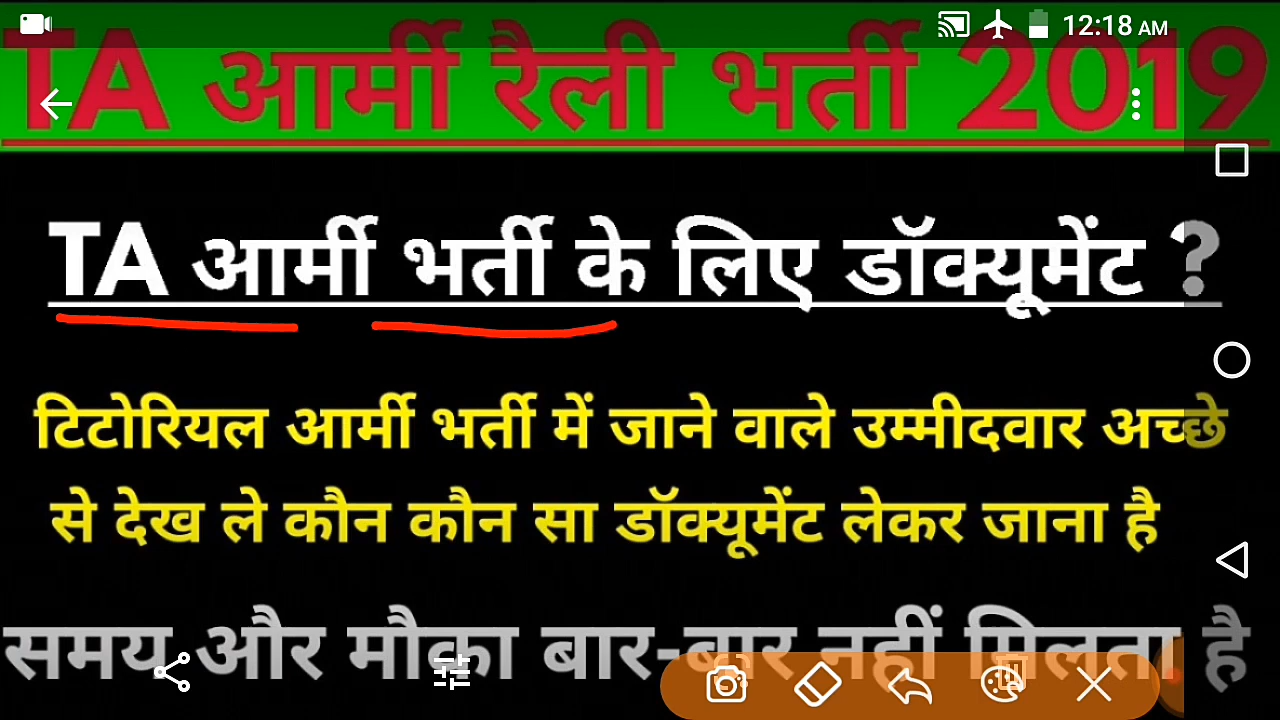 12:18 AM
TA आर्मी रैली भर्ती 2019
TA आर्मी भर्ती के लिए डॉक्यूमेंट ?
टिटोरियल आर्मी भर्ती में जाने वाले उम्मीदवार अच्छे
से देख ले कौन कौन सा डॉक्यूमेंट लेकर जाना है
समय और मौका बार-बार नहीं मिलता है